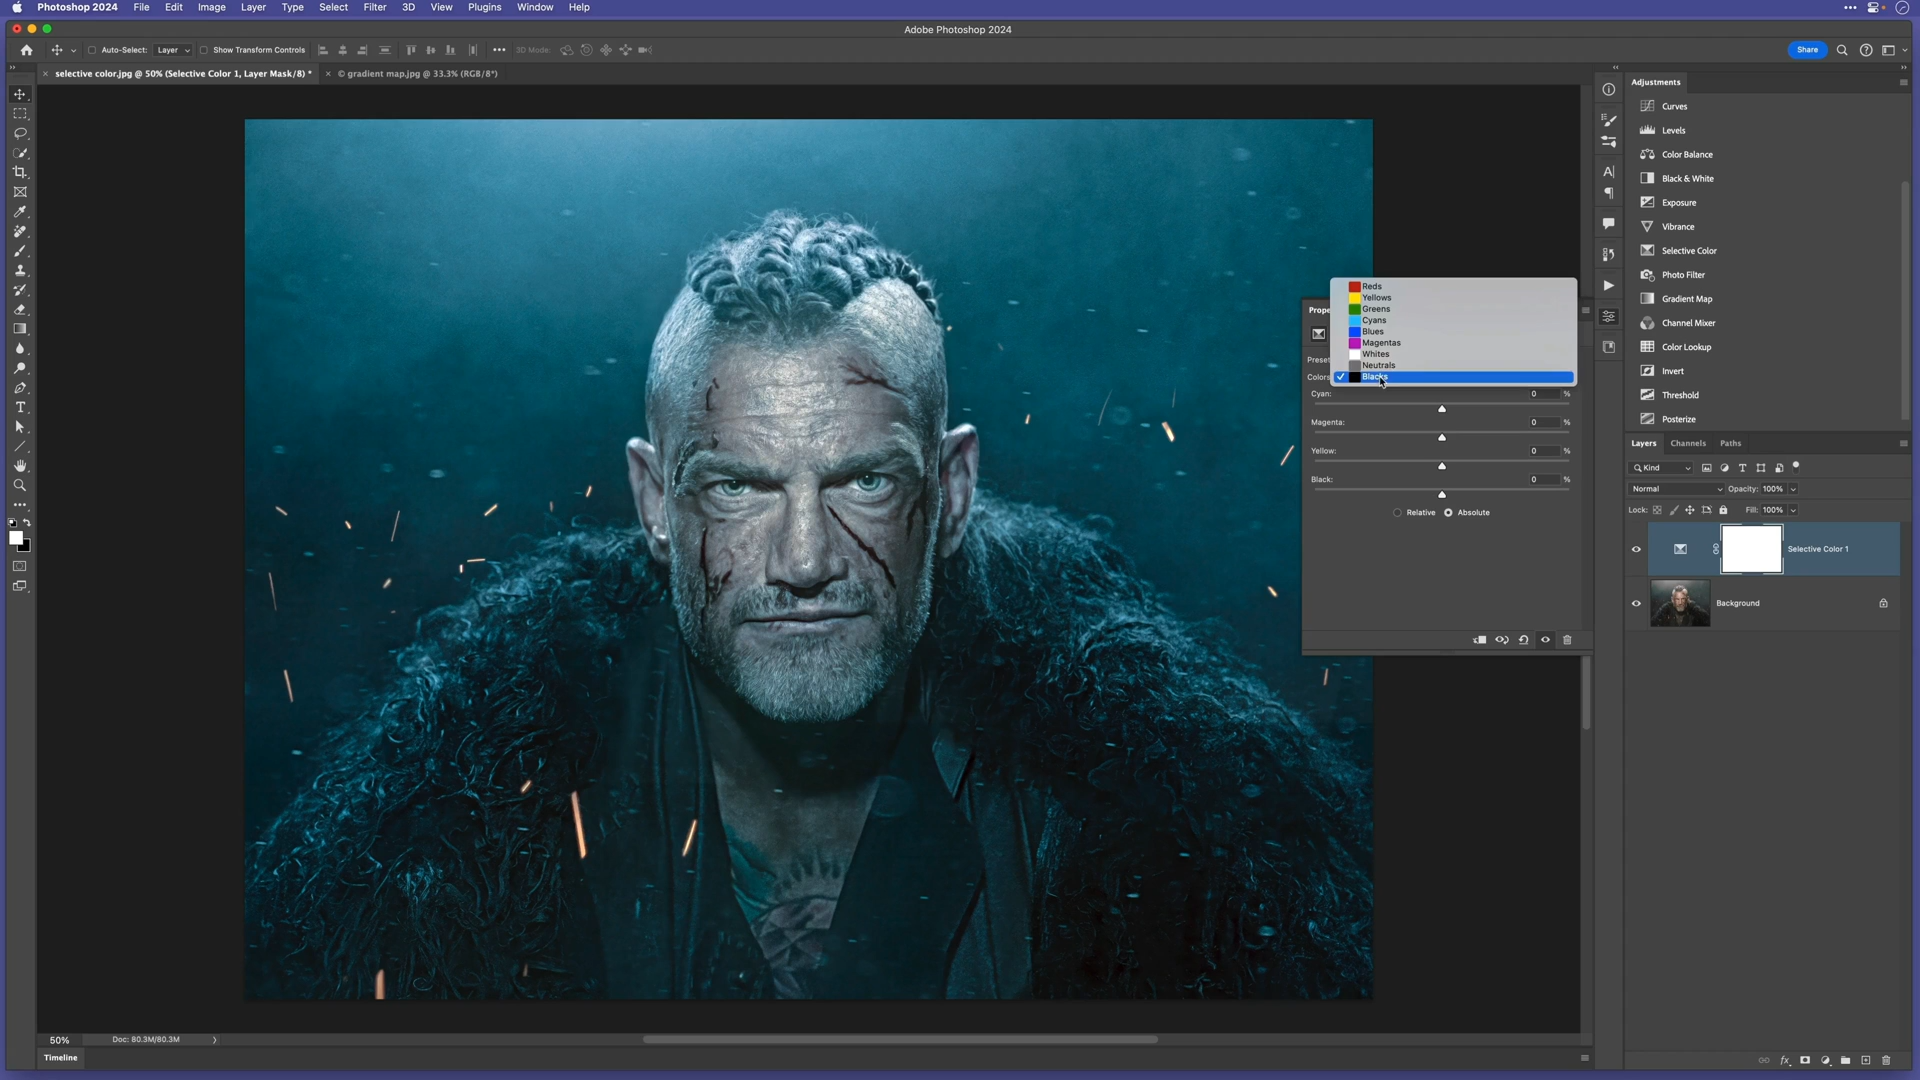 Photoshop 2024 File Edit Image Layer Type Select Filter 3D View Plugins Window Help
Adobe Photoshop 2024
Auto-Select: Layer Show Transform Controls 3D Mode: Share
selective color.jpg @ 50% (Selective Color 1, Layer Mask/8) * © gradient map.jpg @ 33.3% (RGB/8*)
Adjustments
Curves
Levels
Color Balance
Black & White
Exposure
Vibrance
Selective Color
Photo Filter
Gradient Map
Channel Mixer
Color Lookup
Invert
Threshold
Posterize
Reds
Yellows
Greens
Cyans
Blues
Magentas
Whites
Neutrals
Blacks
Prope
Preset
Colors
Cyan: 0 %
Magenta: 0 %
Yellow: 0 %
Black: 0 %
Relative Absolute
Layers Channels Paths
Kind
Normal Opacity: 100%
Lock: Fill: 100%
Selective Color 1
Background
50% Doc: 80.3M/80.3M
Timeline